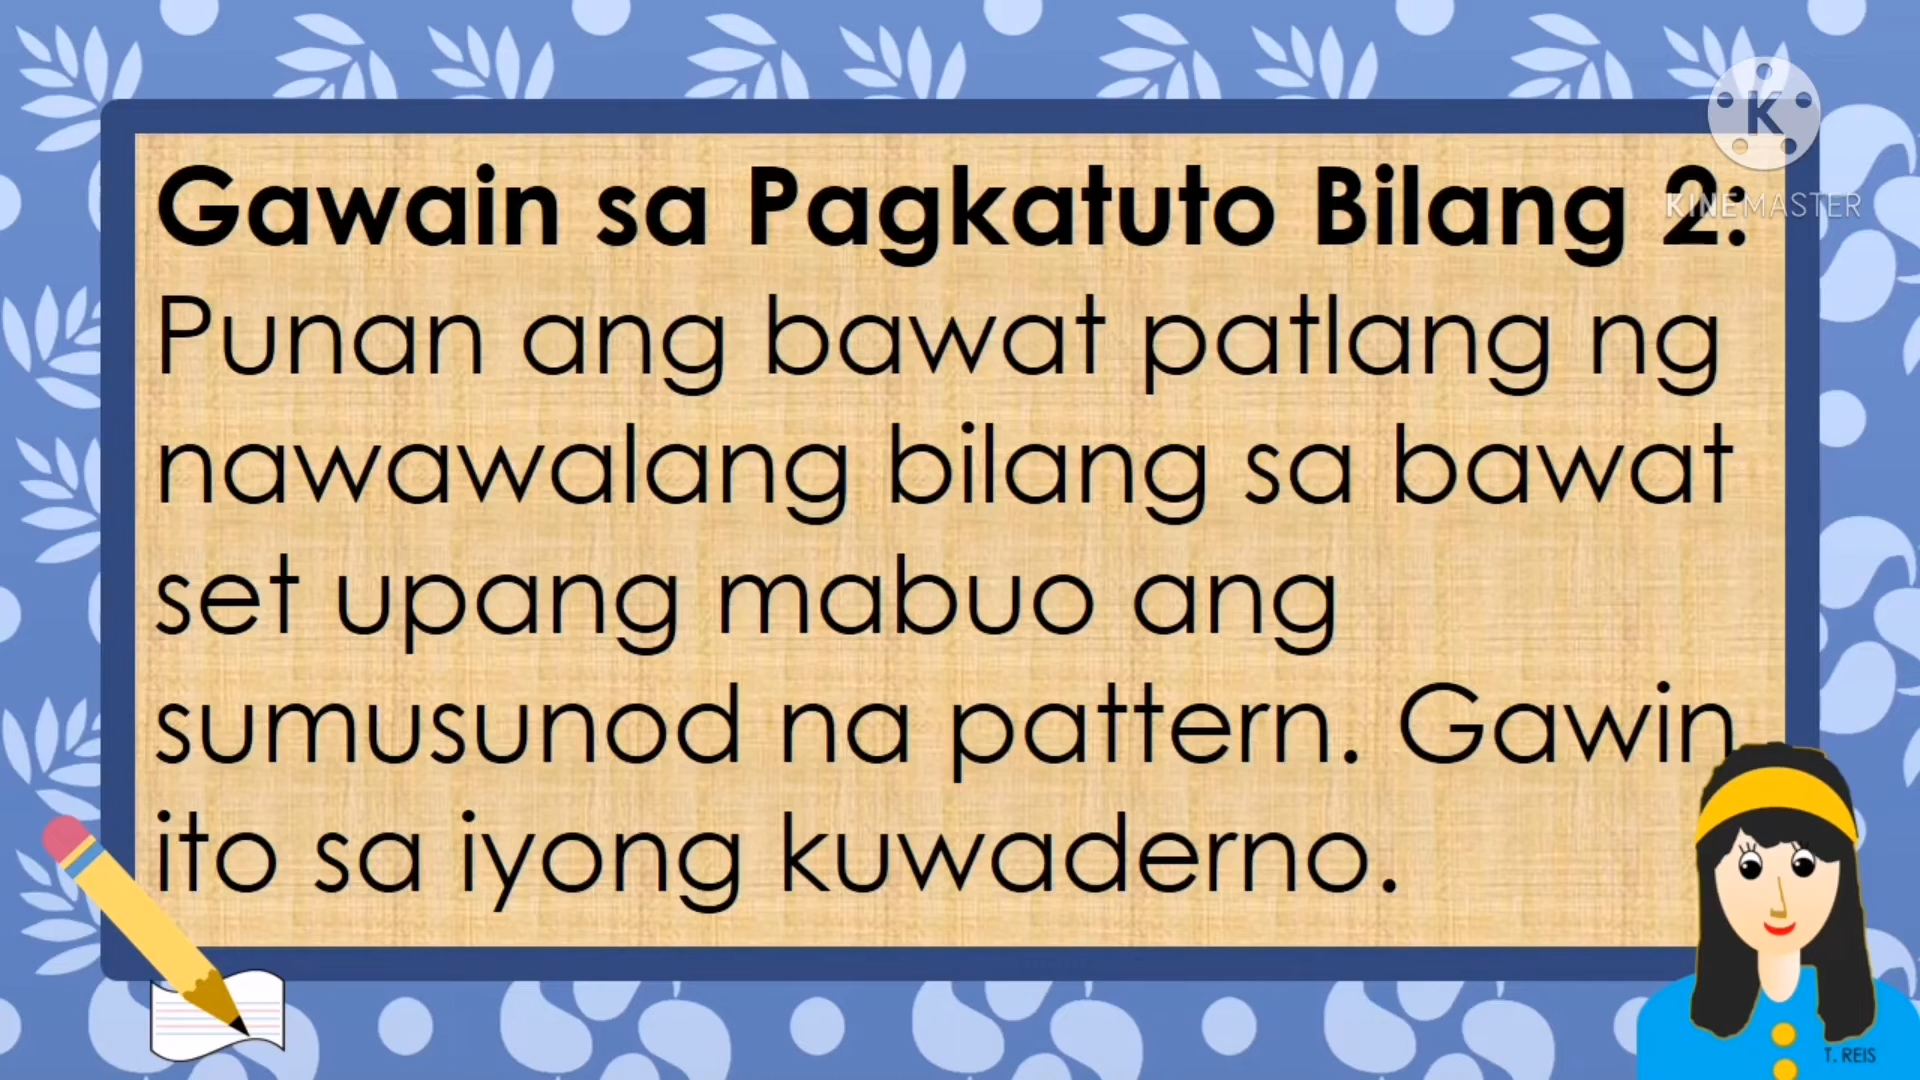 Gawain sa Pagkatuto Bilang 2:
Punan ang bawat patlang ng
nawawalang bilang sa bawat
set upang mabuo ang
sumusunod na pattern. Gawin
ito sa iyong kuwaderno.
K
KINEMASTER
T. REIS